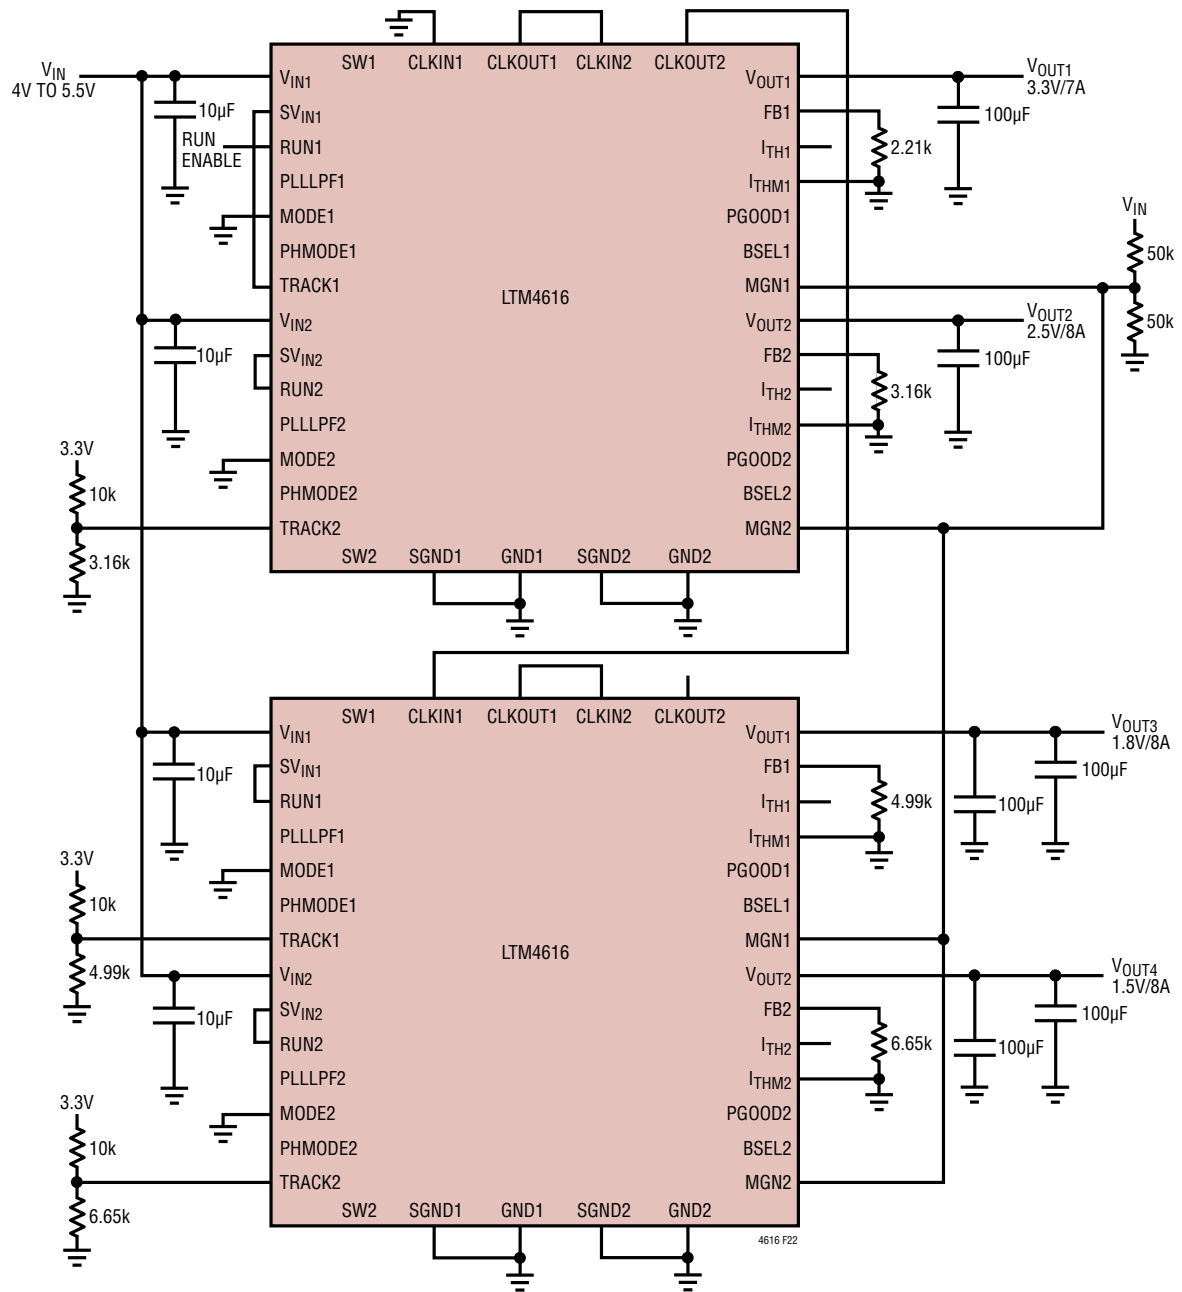 SW1 CLKIN1 CLKOUT1 CLKIN2 CLKOUT2
VIN
4V TO 5.5V
10µF
RUN
ENABLE
VIN1
SVIN1
RUN1
PLLLPF1
MODE1
PHMODE1
TRACK1
VIN2
SVIN2
RUN2
PLLLPF2
MODE2
PHMODE2
TRACK2
10µF
3.3V
10k
3.16k
LTM4616
VOUT1
FB1
ITH1
ITHM1
PGOOD1
BSEL1
MGN1
VOUT2
FB2
ITH2
ITHM2
PGOOD2
BSEL2
MGN2
2.21k
100µF
VOUT1
3.3V/7A
VIN
50k
50k
VOUT2
2.5V/8A
100µF
3.16k
SW2 SGND1 GND1 SGND2 GND2
SW1 CLKIN1 CLKOUT1 CLKIN2 CLKOUT2
10µF
3.3V
10k
4.99k
10µF
3.3V
10k
6.65k
VIN1
SVIN1
RUN1
PLLLPF1
MODE1
PHMODE1
TRACK1
VIN2
SVIN2
RUN2
PLLLPF2
MODE2
PHMODE2
TRACK2
LTM4616
VOUT1
FB1
ITH1
ITHM1
PGOOD1
BSEL1
MGN1
VOUT2
FB2
ITH2
ITHM2
PGOOD2
BSEL2
MGN2
4.99k
100µF
100µF
VOUT3
1.8V/8A
6.65k
100µF
100µF
VOUT4
1.5V/8A
SW2 SGND1 GND1 SGND2 GND2
4616 F22